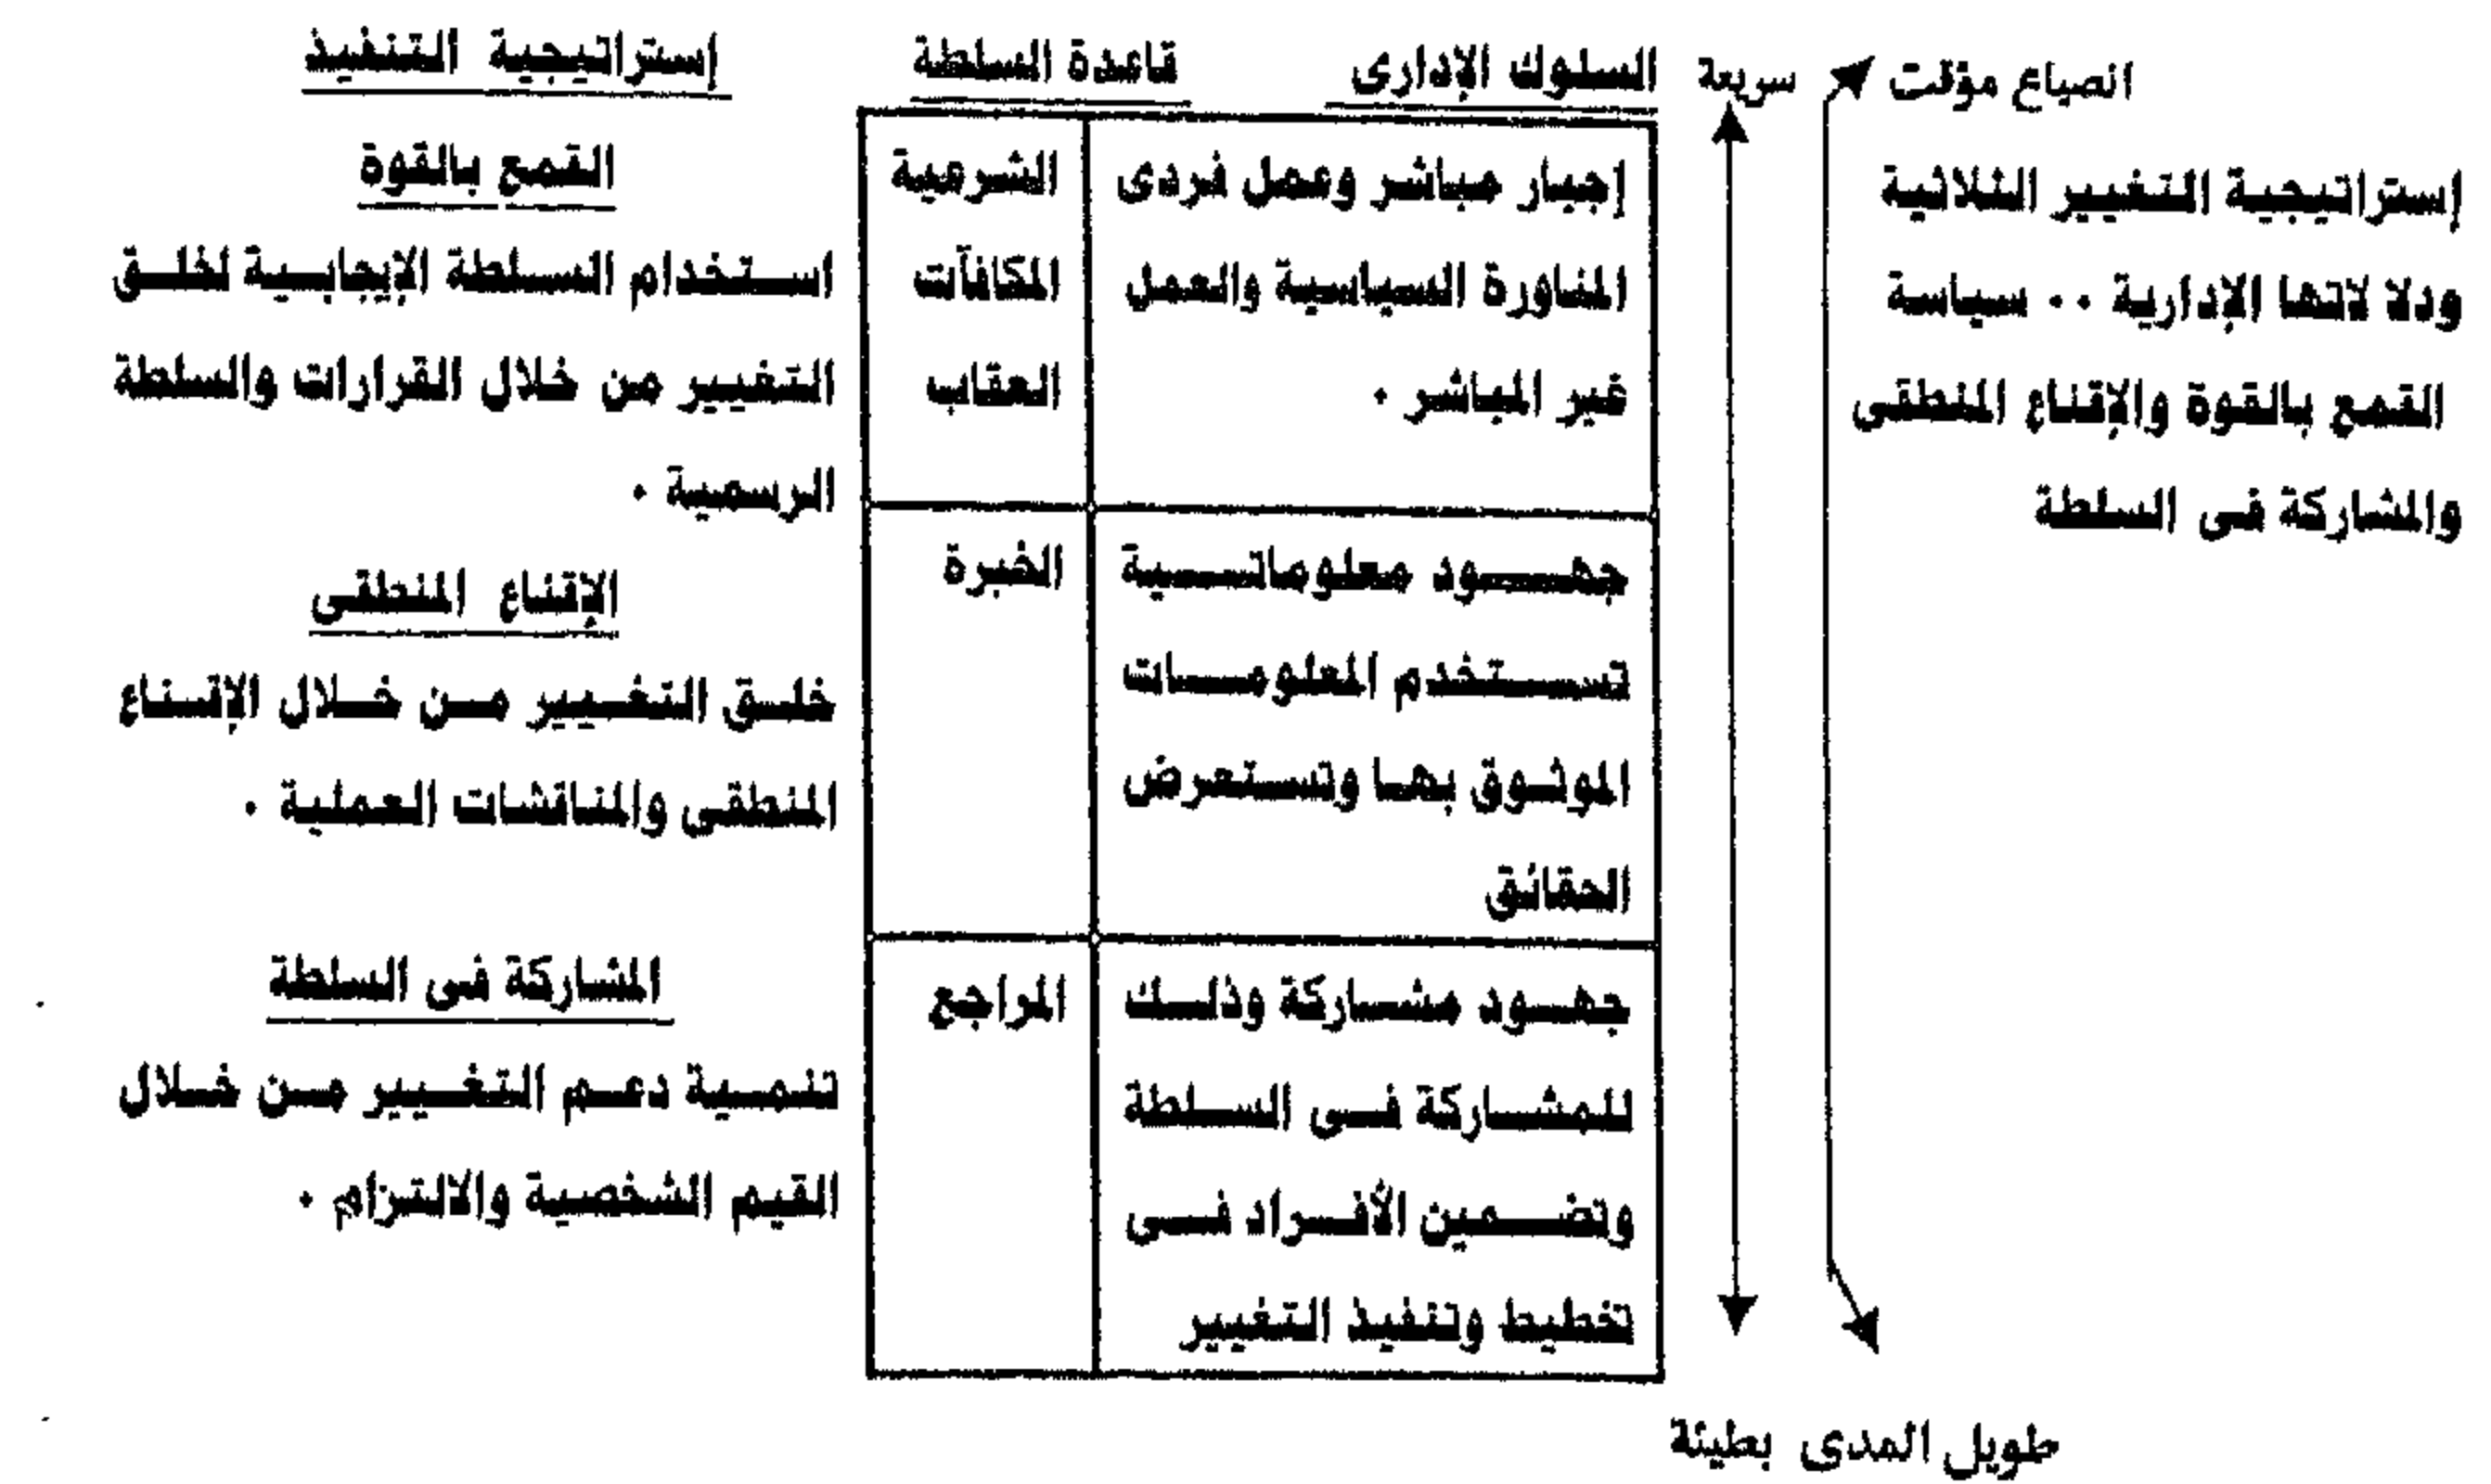 انصياع مؤقت
سريعة
السلوك الإدارى
قاعدة السلطة
إستراتيجية التنفيذ
إستراتيجية التغيير الثلاثية
ودلا لاتها الإدارية .. سياسة
القمع بالقوة والإقناع المنطقى
والمشاركة فى السلطة
إجبار مباشر وعمل فردى
المناورة السياسية والعمل
غير المباشر .
الشرعية
المكافآت
العقاب
القمع بالقوة
استخدام السلطة الإيجابية لخلق
التغيير من خلال القرارات والسلطة
الرسمية .
جهود معلوماتية
تستخدم المعلومات
الموثوق بها وتستعرض
الحقائق
الخبرة
الإقناع المنطقى
خلق التغيير من خلال الإقناع
المنطقى والمناقشات العملية .
جهود مشاركة وذلك
للمشاركة فى السلطة
وتضمين الأفراد فى
تخطيط وتنفيذ التغيير
المراجع
المشاركة فى السلطة
تنمية دعم التغيير من خلال
القيم الشخصية والالتزام .
طويل المدى بطيئة